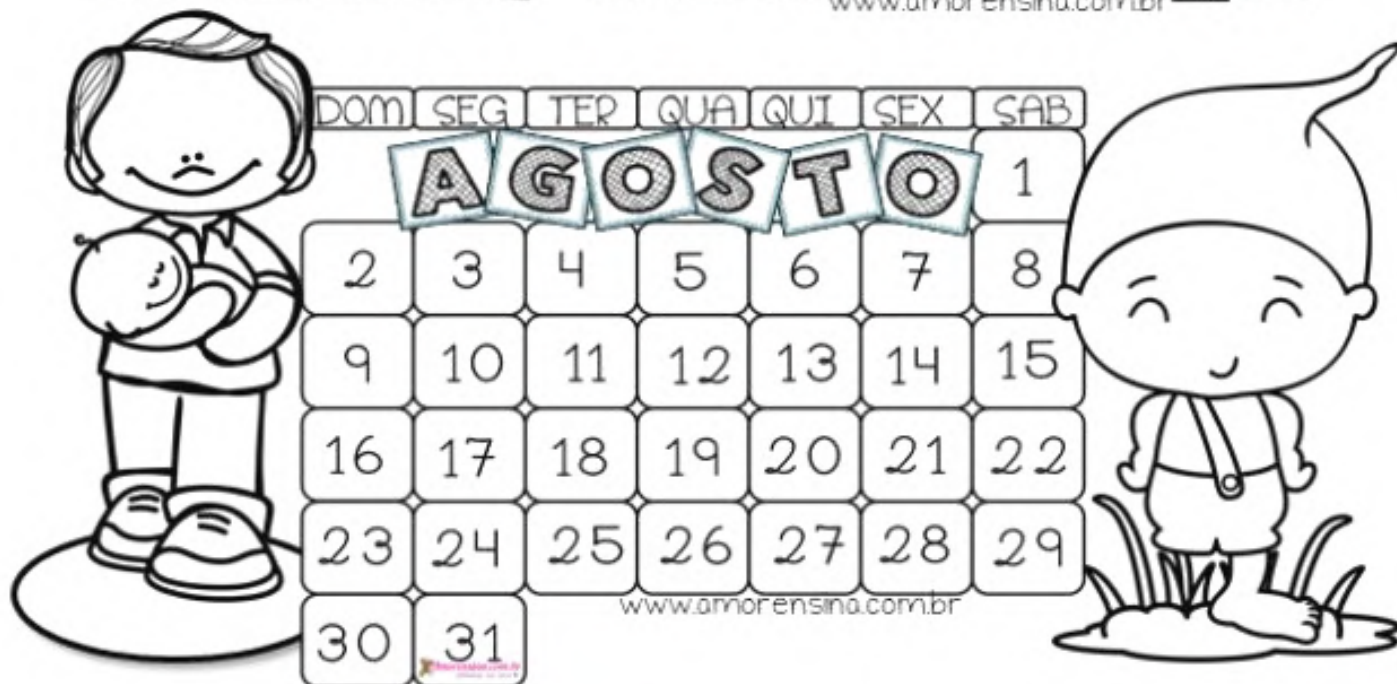 www.amorensina.com.br
DOM SEG TER QUA QUI SEX SAB
AGOSTO 1
2 3 4 5 6 7 8
9 10 11 12 13 14 15
16 17 18 19 20 21 22
23 24 25 26 27 28 29
www.amorensina.com.br
30 31